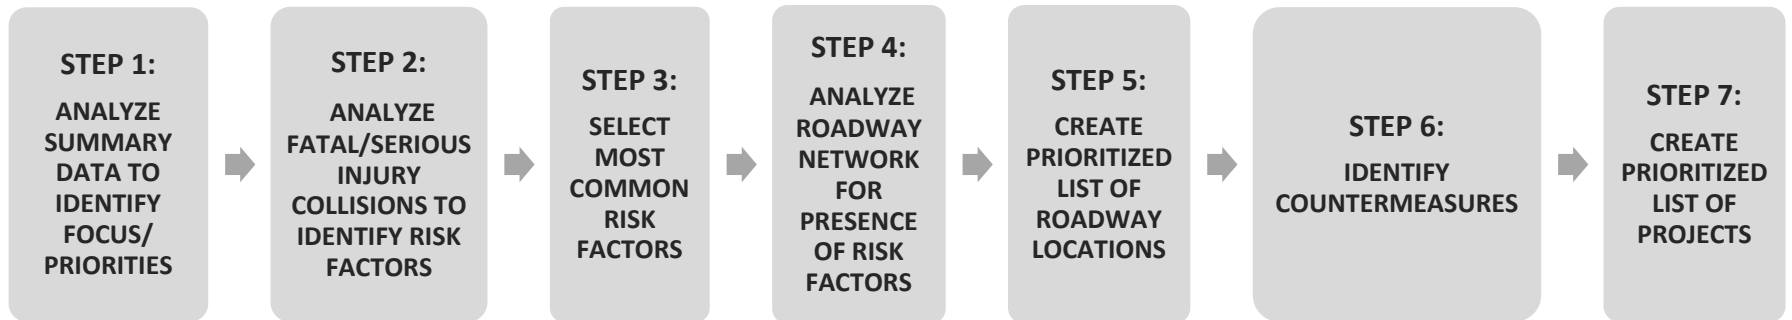 STEP 1:
ANALYZE
SUMMARY
DATA TO
IDENTIFY
FOCUS/
PRIORITIES
STEP 2:
ANALYZE
FATAL/SERIOUS
INJURY
COLLISIONS TO
IDENTIFY RISK
FACTORS
STEP 3:
SELECT
MOST
COMMON
RISK
FACTORS
STEP 4:
ANALYZE
ROADWAY
NETWORK
FOR
PRESENCE
OF RISK
FACTORS
STEP 5:
CREATE
PRIORITIZED
LIST OF
ROADWAY
LOCATIONS
STEP 6:
IDENTIFY
COUNTERMEASURES
STEP 7:
CREATE
PRIORITIZED
LIST OF
PROJECTS